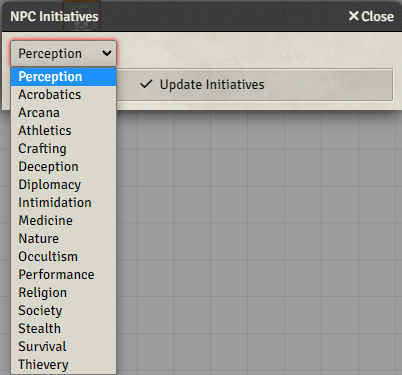 NPC Initiatives
✕Close
Perception
✓ Update Initiatives
Perception
Acrobatics
Arcana
Athletics
Crafting
Deception
Diplomacy
Intimidation
Medicine
Nature
Occultism
Performance
Religion
Society
Stealth
Survival
Thievery